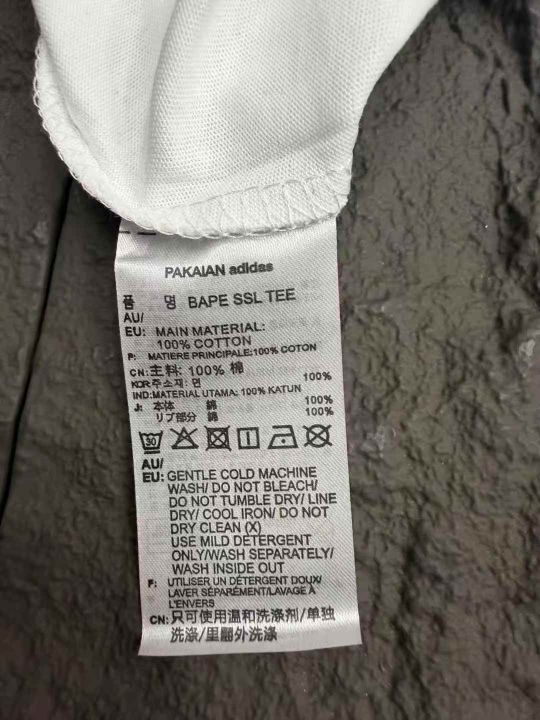 PAKAIAN adidas
품 명 BAPE SSL TEE
AU/
EU: MAIN MATERIAL:
100% COTTON
F: MATIERE PRINCIPALE:100% COTON
CN:主料: 100% 棉
KOR주소재: 면 100%
IND:MATERIAL UTAMA: 100% KATUN
J: 本体 綿 100%
リブ部分 綿 100%
30
AU/
EU: GENTLE COLD MACHINE
WASH/ DO NOT BLEACH/
DO NOT TUMBLE DRY/ LINE
DRY/ COOL IRON/ DO NOT
DRY CLEAN (X)
USE MILD DETERGENT
ONLY/WASH SEPARATELY/
WASH INSIDE OUT
F: UTILISER UN DÉTERGENT DOUX/
LAVER SÉPARÉMENT/LAVAGE À
L'ENVERS
CN: 只可使用温和洗涤剂/单独
洗涤/里翻外洗涤